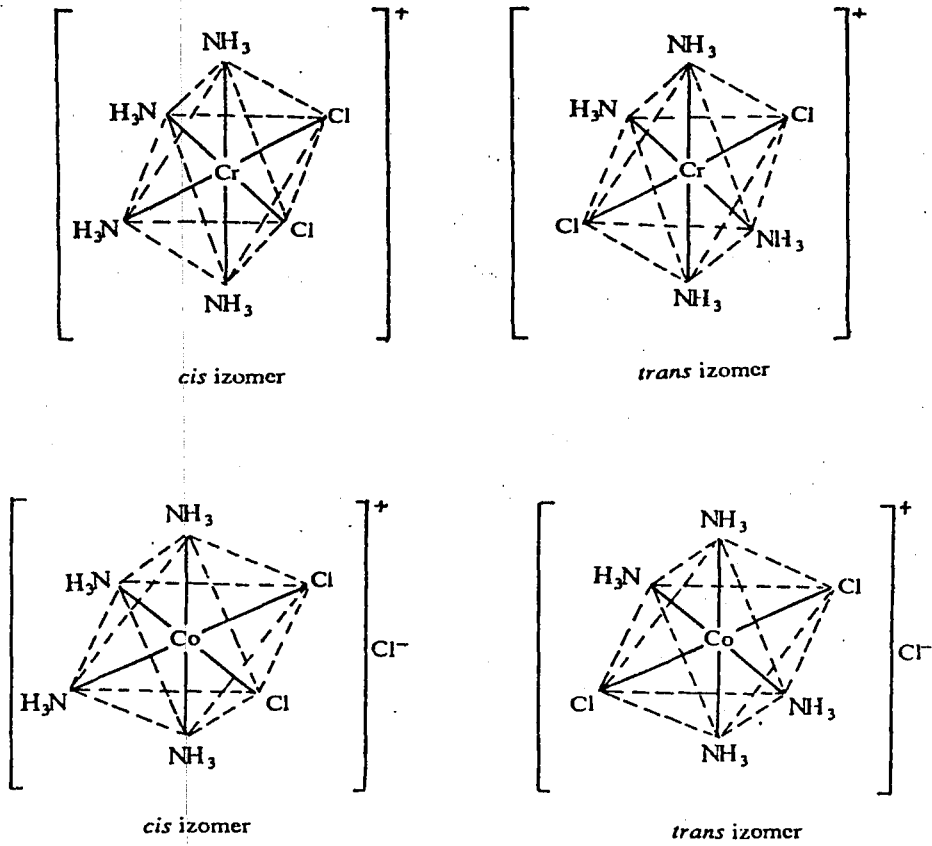 +
NH3
H3N
Cl
Cr
H3N
Cl
NH3
cis izomer
+
NH3
H3N
Cl
Cr
Cl
NH3
NH3
trans izomer
+
NH3
H3N
Cl
Co
Cl−
H3N
Cl
NH3
cis izomer
+
NH3
H3N
Cl
Co
Cl−
Cl
NH3
NH3
trans izomer